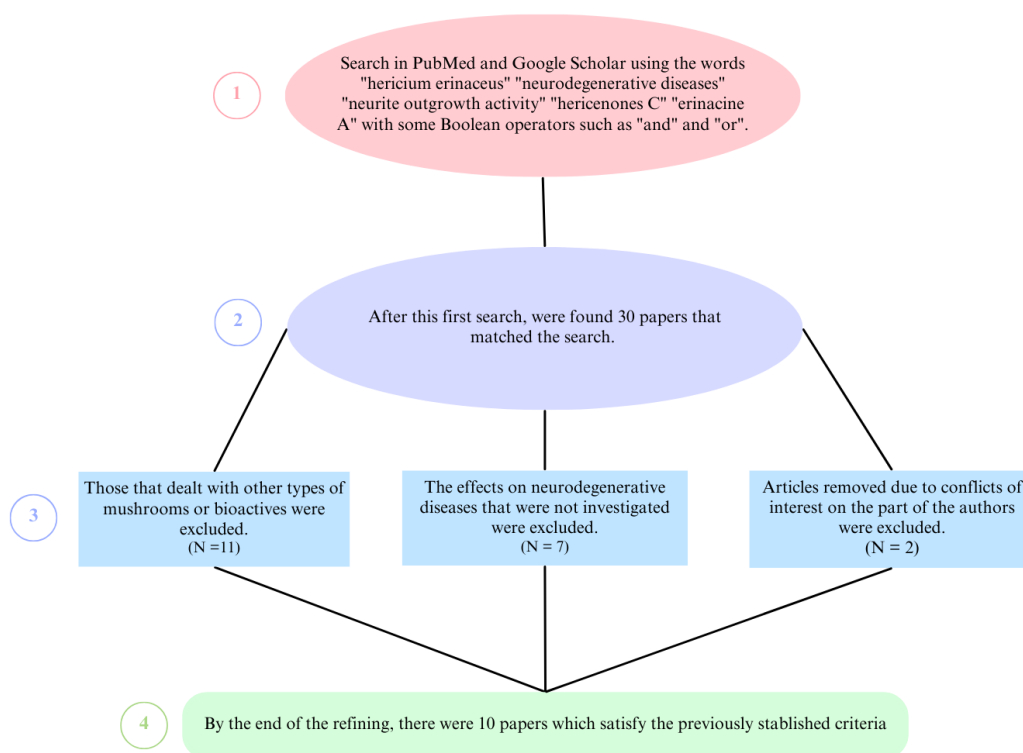 1
Search in PubMed and Google Scholar using the words
"hericium erinaceus" "neurodegenerative diseases"
"neurite outgrowth activity" "hericenones C" "erinacine
A" with some Boolean operators such as "and" and "or".
2
After this first search, were found 30 papers that
matched the search.
3
Those that dealt with other types of
mushrooms or bioactives were
excluded.
(N =11)
The effects on neurodegenerative
diseases that were not investigated
were excluded.
(N = 7)
Articles removed due to conflicts of
interest on the part of the authors
were excluded.
(N = 2)
4
By the end of the refining, there were 10 papers which satisfy the previously stablished criteria